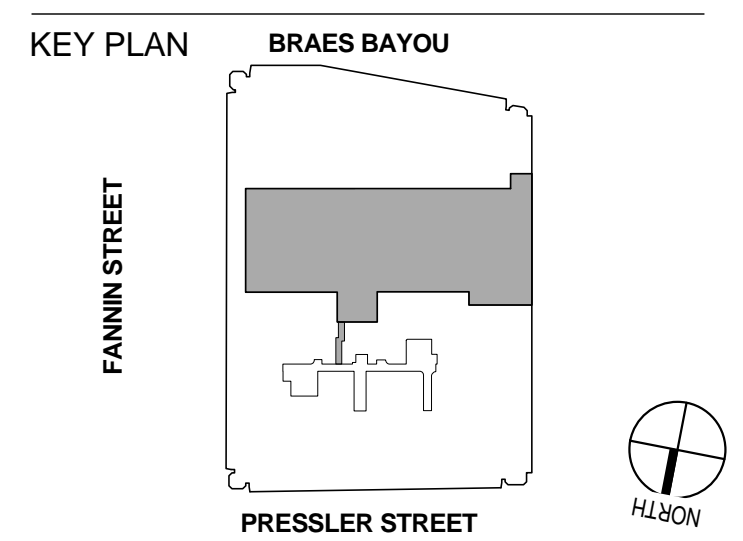 KEY PLAN
BRAES BAYOU
FANNIN STREET
PRESSLER STREET
NORTH